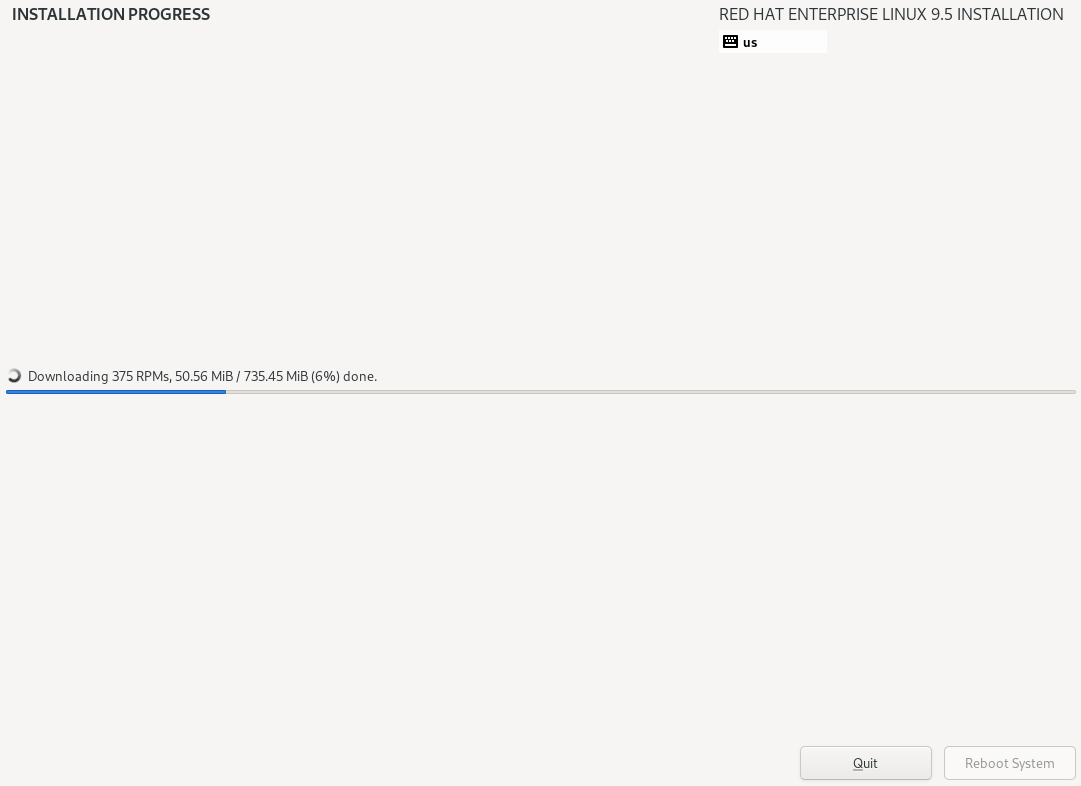 INSTALLATION PROGRESS
RED HAT ENTERPRISE LINUX 9.5 INSTALLATION
us
Downloading 375 RPMs, 50.56 MiB / 735.45 MiB (6%) done.
Quit
Reboot System